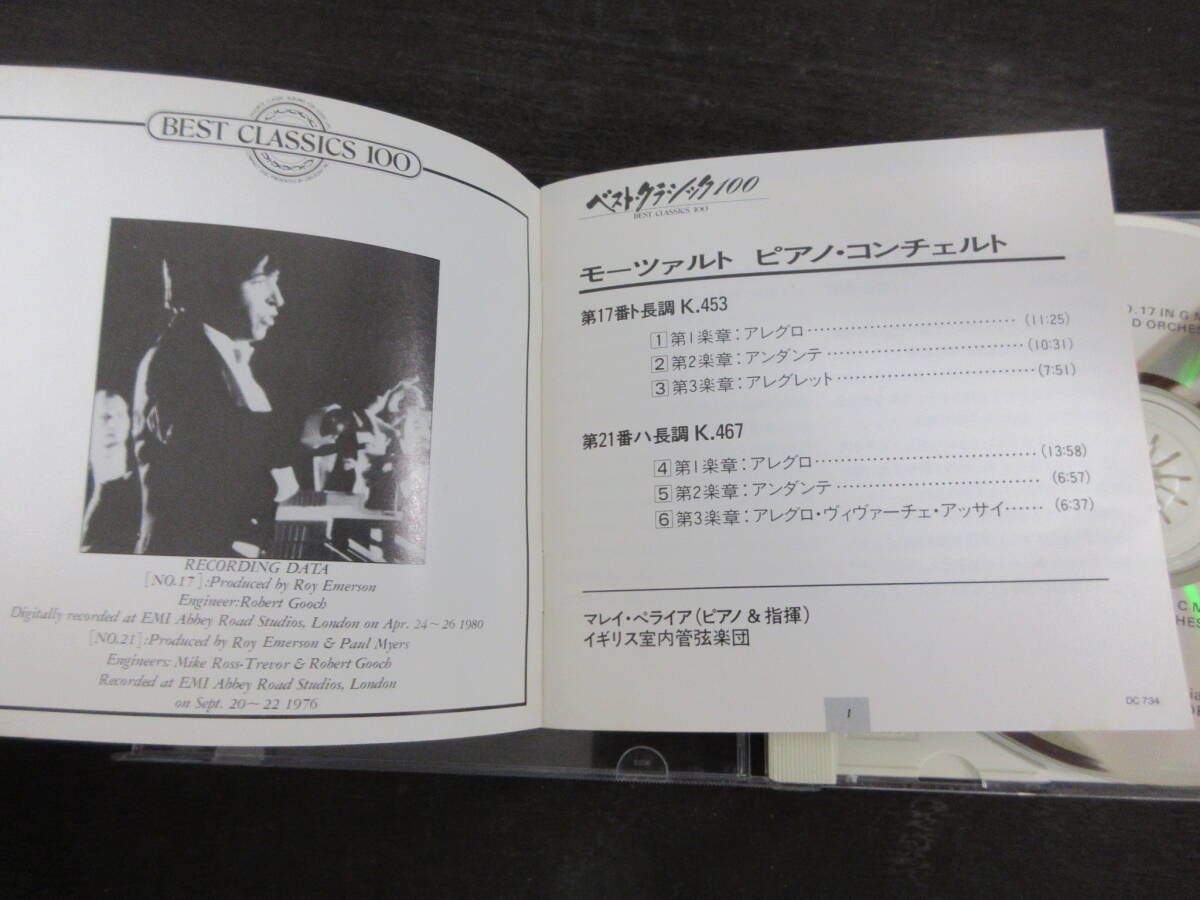 BEST CLASSICS 100
RECORDING DATA
[NO.17]:Produced by Roy Emerson
Engineer:Robert Gooch
Digitally recorded at EMI Abbey Road Studios, London on Apr. 24~26 1980
[NO.21]:Produced by Roy Emerson & Paul Myers
Engineers: Mike Ross-Trevor & Robert Gooch
Recorded at EMI Abbey Road Studios, London
on Sept. 20~22 1976
ベスト・クラシック100
BEST CLASSICS 100
モーツァルト ピアノ・コンチェルト
第17番ト長調 K.453
1 第1楽章:アレグロ……………………………(11:25)
2 第2楽章:アンダンテ…………………………(10:31)
3 第3楽章:アレグレット…………………………(7:51)
第21番ハ長調 K.467
4 第1楽章:アレグロ……………………………(13:58)
5 第2楽章:アンダンテ…………………………(6:57)
6 第3楽章:アレグロ・ヴィヴァーチェ・アッサイ……(6:37)
マレイ・ペライア(ピアノ&指揮)
イギリス室内管弦楽団
1
DC 734
O.17 IN G M
D ORCHES
C M